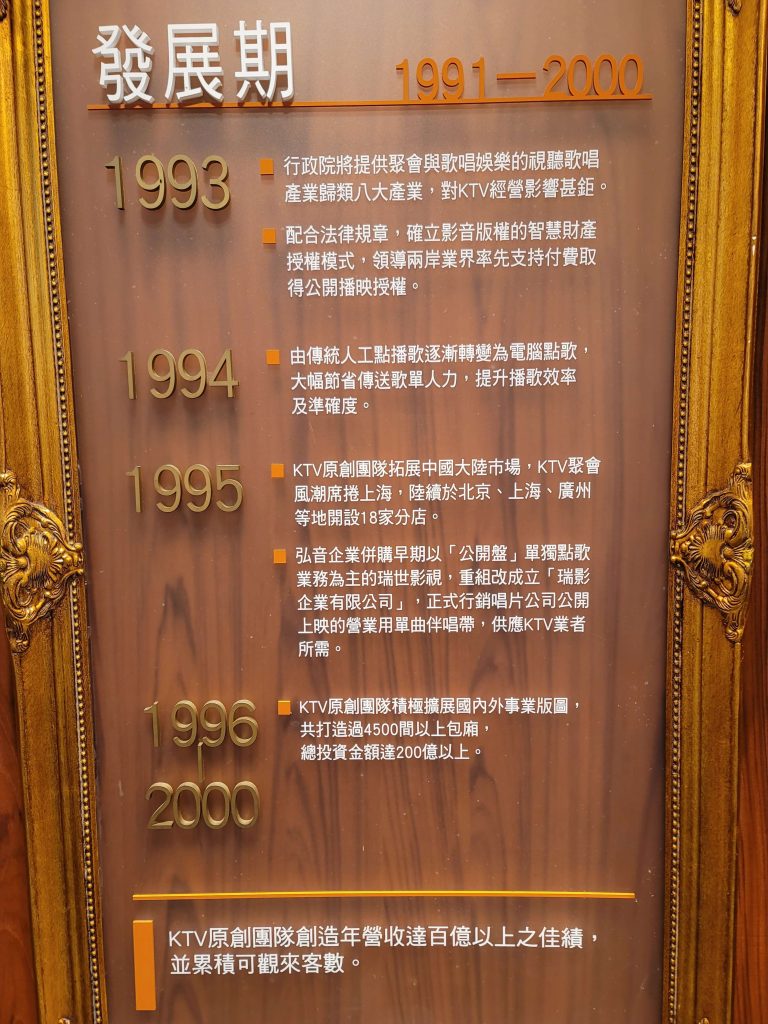 發展期 1991—2000
1993
行政院將提供聚會與歌唱娛樂的視聽歌唱
產業歸類八大產業，對KTV經營影響甚鉅。
配合法律規章，確立影音版權的智慧財產
授權模式，領導兩岸業界率先支持付費取
得公開播映授權。
1994
由傳統人工點播歌逐漸轉變為電腦點歌，
大幅節省傳送歌單人力，提升播歌效率
及準確度。
1995
KTV原創團隊拓展中國大陸市場，KTV聚會
風潮席捲上海，陸續於北京、上海、廣州
等地開設18家分店。
弘音企業併購早期以「公開盤」單獨點歌
業務為主的瑞世影視，重組改成立「瑞影
企業有限公司」，正式行銷唱片公司公開
上映的營業用單曲伴唱帶，供應KTV業者
所需。
1996
|
2000
KTV原創團隊積極擴展國內外事業版圖，
共打造過4500間以上包廂，
總投資金額達200億以上。
KTV原創團隊創造年營收達百億以上之佳績，
並累積可觀來客數。